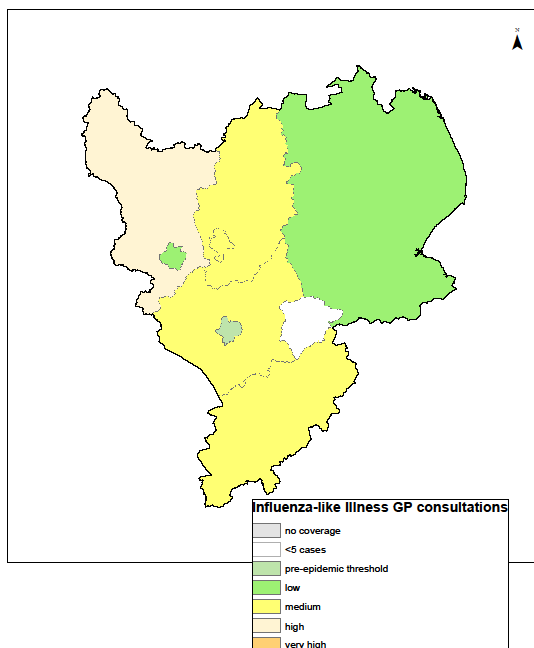 Influenza-like Illness GP consultations
no coverage
<5 cases
pre-epidemic threshold
low
medium
high
very high